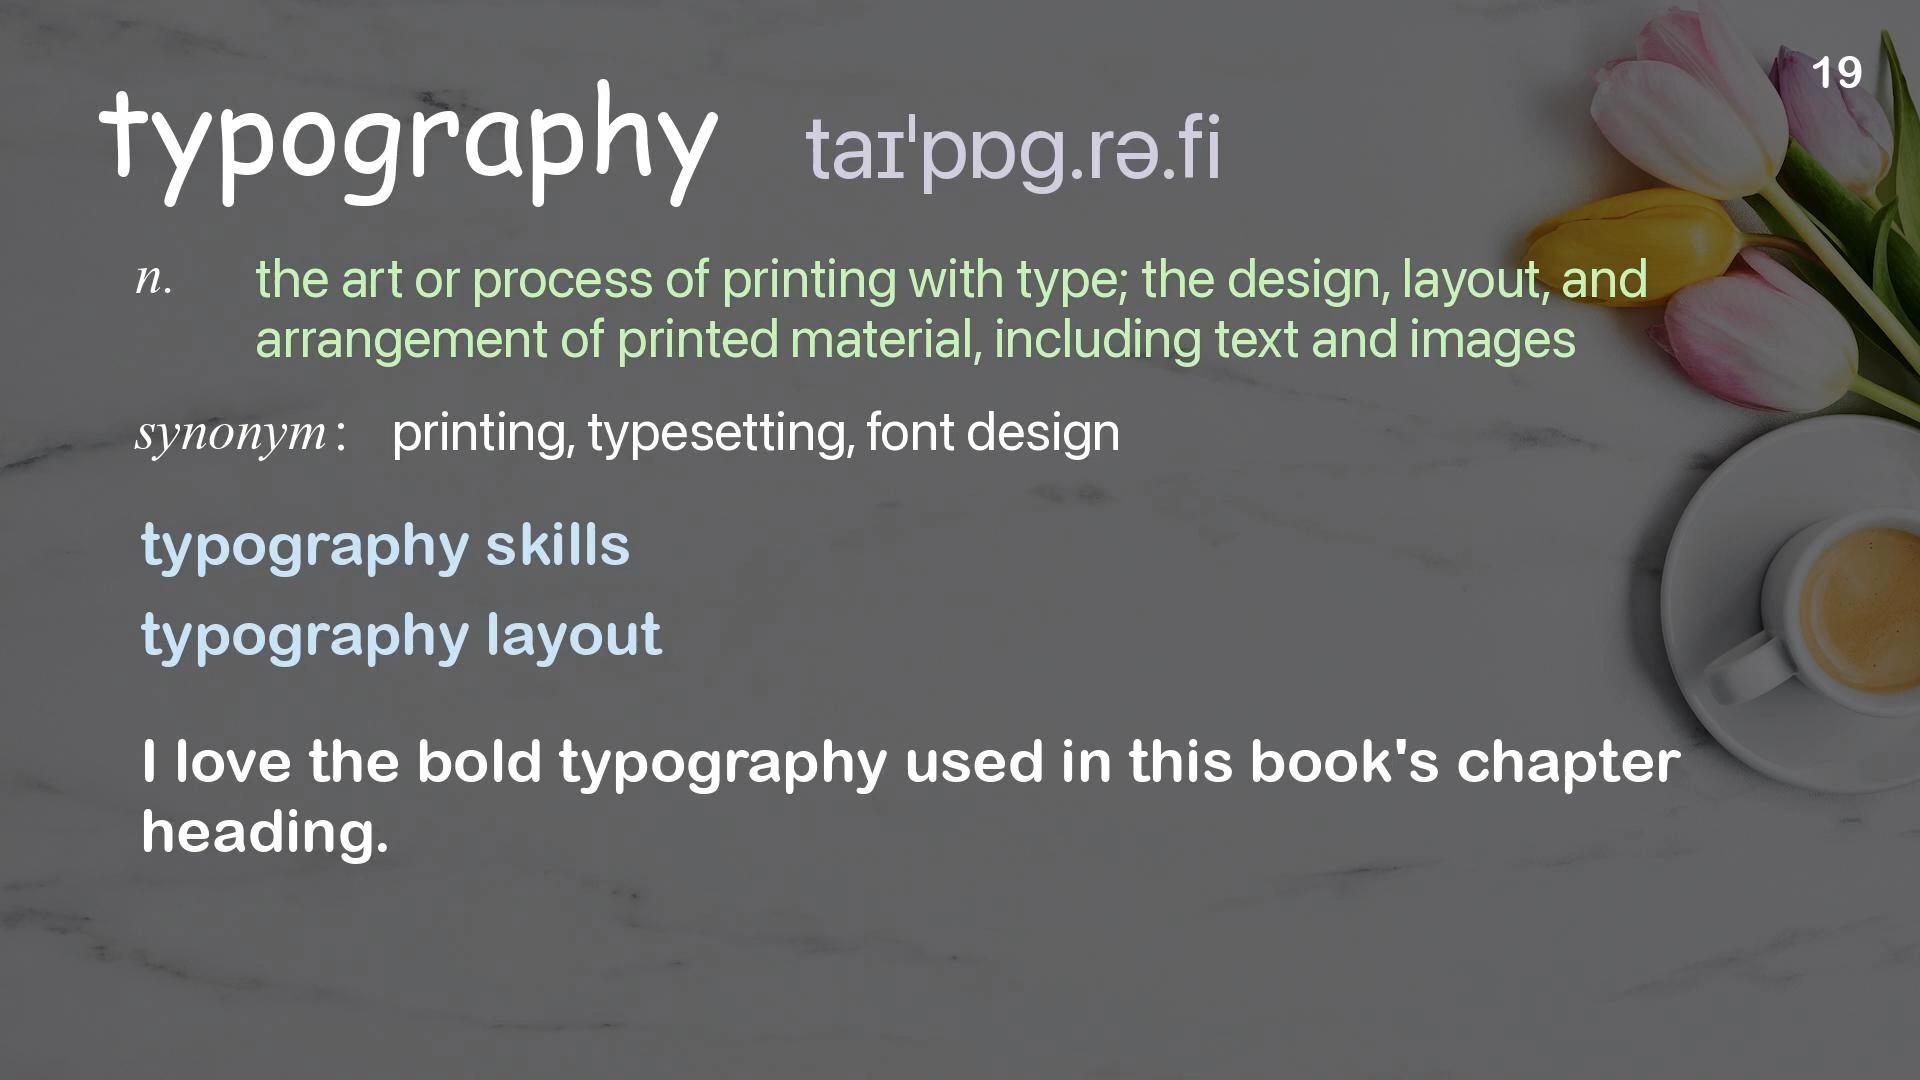 19
typography taɪˈpɒg.rə.fi
n. the art or process of printing with type; the design, layout, and
arrangement of printed material, including text and images
synonym: printing, typesetting, font design
typography skills
typography layout
I love the bold typography used in this book's chapter
heading.